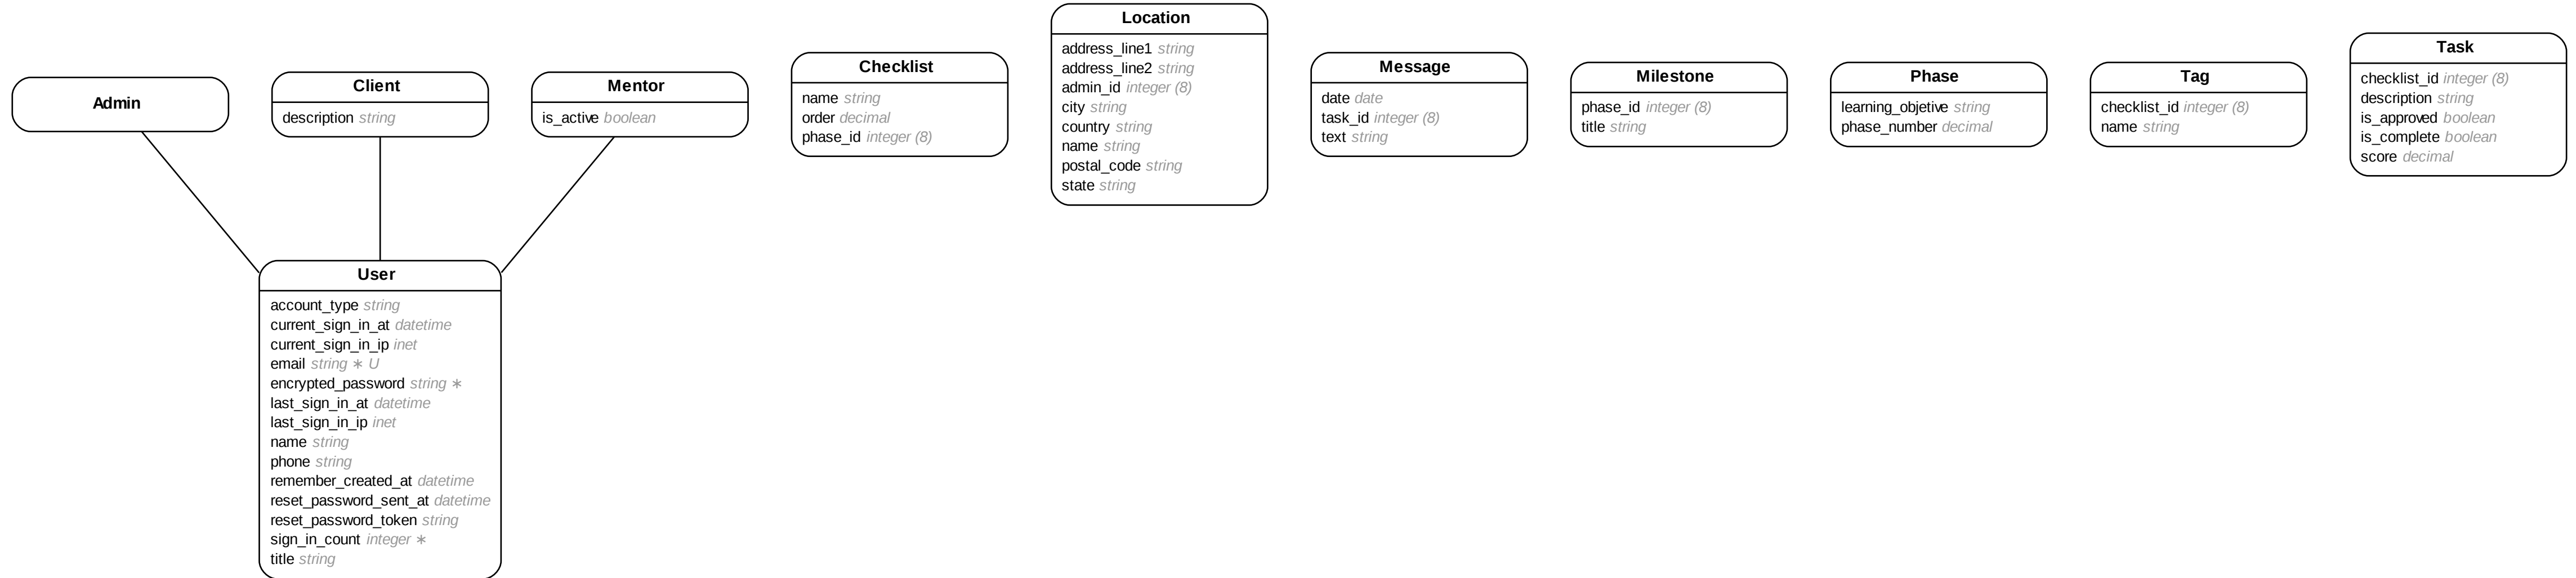 Admin
Client
description string
Mentor
is_active boolean
Checklist
name string
order decimal
phase_id integer (8)
Location
address_line1 string
address_line2 string
admin_id integer (8)
city string
country string
name string
postal_code string
state string
Message
date date
task_id integer (8)
text string
Milestone
phase_id integer (8)
title string
Phase
learning_objetive string
phase_number decimal
Tag
checklist_id integer (8)
name string
Task
checklist_id integer (8)
description string
is_approved boolean
is_complete boolean
score decimal
User
account_type string
current_sign_in_at datetime
current_sign_in_ip inet
email string ∗ U
encrypted_password string ∗
last_sign_in_at datetime
last_sign_in_ip inet
name string
phone string
remember_created_at datetime
reset_password_sent_at datetime
reset_password_token string
sign_in_count integer ∗
title string